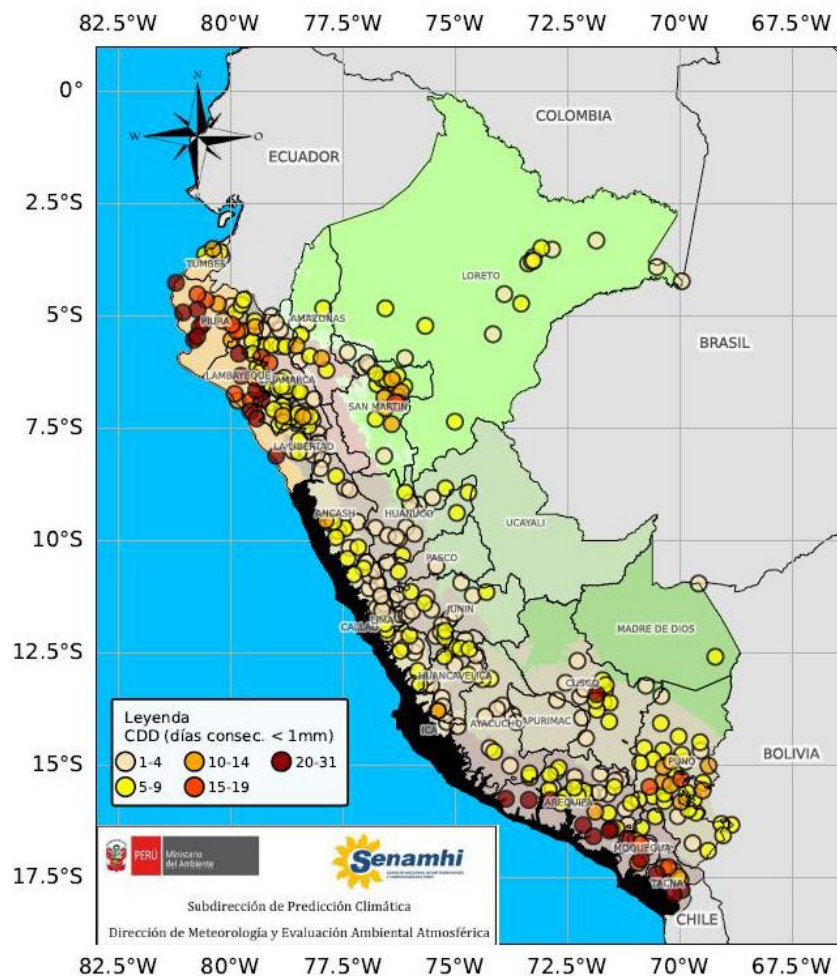 82.5°W 80°W 77.5°W 75°W 72.5°W 70°W 67.5°W
0°
2.5°S
5°S
7.5°S
10°S
12.5°S
15°S
17.5°S
N
W O
S
COLOMBIA
ECUADOR
TUMBES
LORETO
PIURA
AMAZONAS
BRASIL
LAMBAYEQUE
CAJAMARCA
SAN MARTIN
LA LIBERTAD
ANCASH
HUANUCO
UCAYALI
PASCO
JUNIN
LIMA
CALLAO
MADRE DE DIOS
HUANCAVELICA
CUSCO
ICA
AYACUCHO
APURIMAC
BOLIVIA
PUNO
AREQUIPA
MOQUEGUA
TACNA
CHILE
Leyenda
CDD (días consec. < 1mm)
1-4 10-14 20-31
5-9 15-19
PERÚ Ministerio del Ambiente
Senamhi
Subdirección de Predicción Climática
Dirección de Meteorología y Evaluación Ambiental Atmosférica
82.5°W 80°W 77.5°W 75°W 72.5°W 70°W 67.5°W